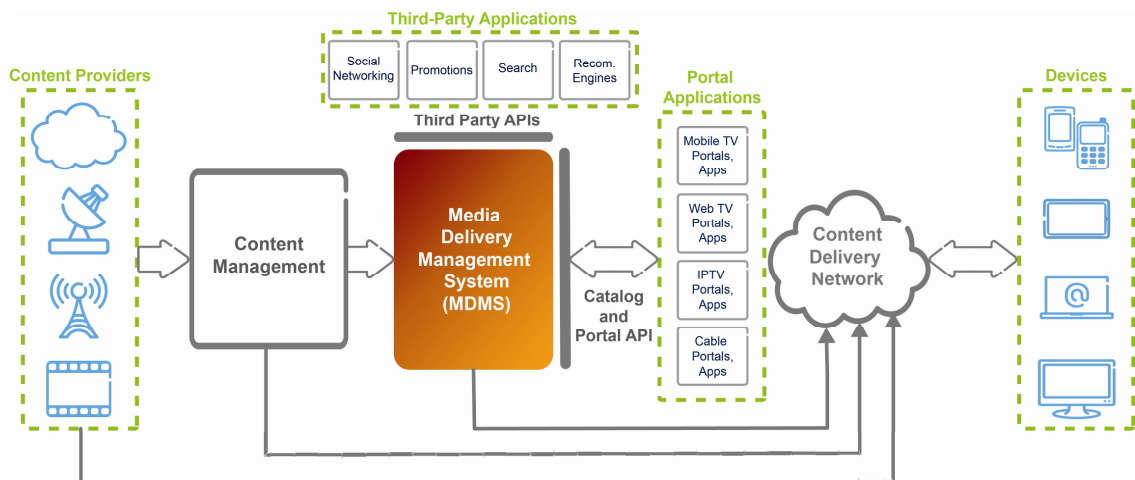 Third-Party Applications
Social
Networking
Promotions
Search
Recom.
Engines
Content Providers
Portal
Applications
Devices
Third Party APIs
Mobile TV
Portals,
Apps
Web TV
Portals,
Apps
IPTV
Portals,
Apps
Cable
Portals,
Apps
Content
Management
Media
Delivery
Management
System
(MDMS)
Catalog
and
Portal API
Content
Delivery
Network
@